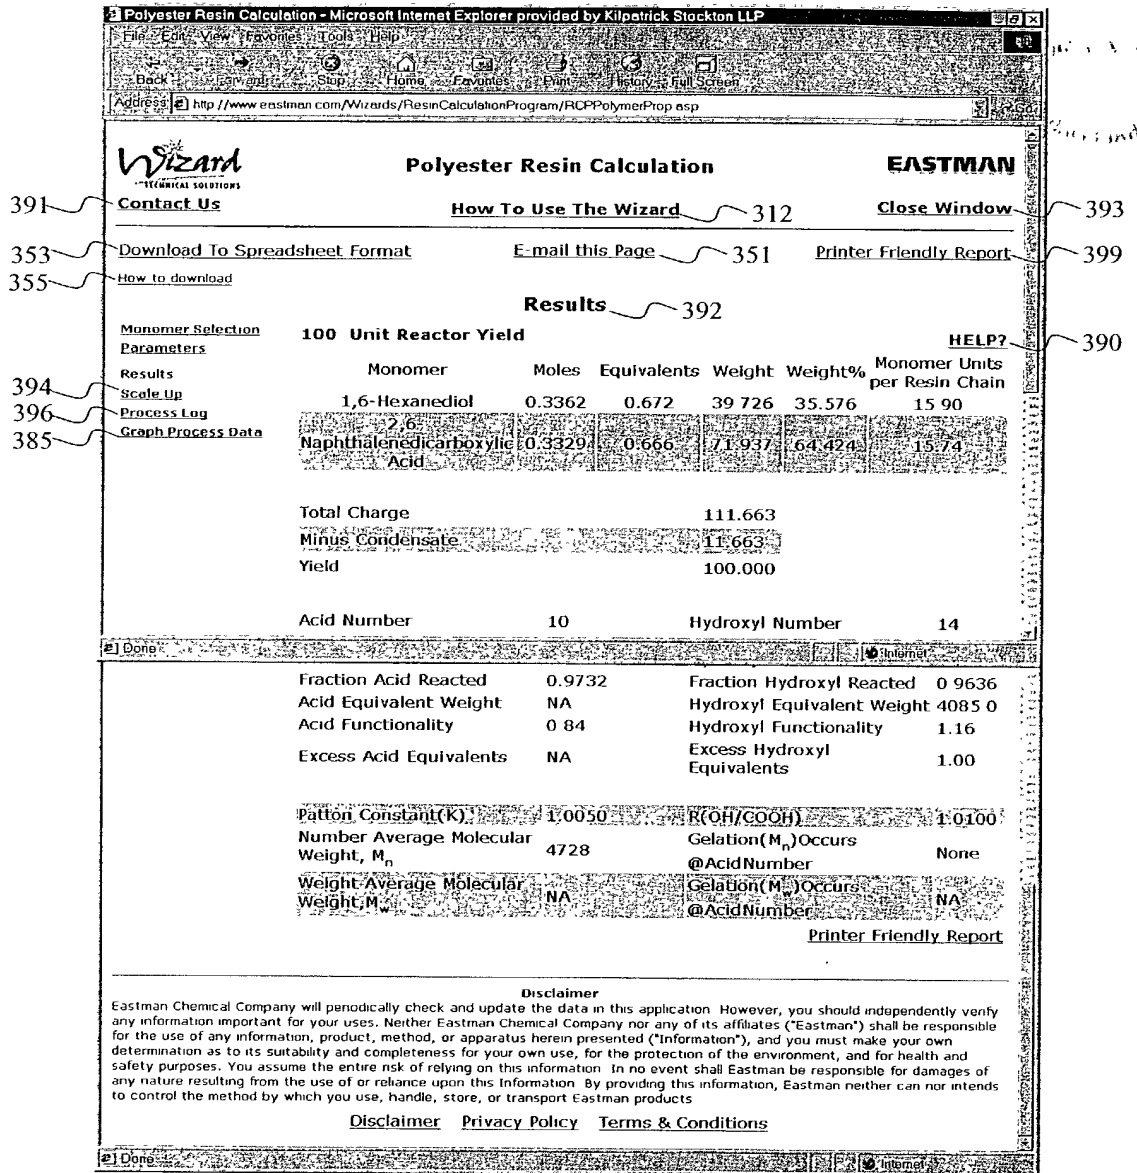 Polyester Resin Calculation - Microsoft Internet Explorer provided by Kilpatrick Stockton LLP
File Edit View Favorites Tools Help
Back Forward Stop Home Favorites Print History Full Screen
Address http://www.eastman.com/Wizards/ResinCalculationProgram/RCPPolymerProp.asp
Wizard Polyester Resin Calculation EASTMAN
TECHNICAL SOLUTIONS
391 Contact Us How To Use The Wizard 312 Close Window 393
353 Download To Spreadsheet Format E-mail this Page 351 Printer Friendly Report 399
355 How to download
Results 392
Monomer Selection 100 Unit Reactor Yield HELP? 390
Parameters
Results Monomer Moles Equivalents Weight Weight% Monomer Units per Resin Chain
394 Scale Up 1,6-Hexanediol 0.3362 0.672 39 726 35.576 15 90
396 Process Log
385 Graph Process Data 2,6 Naphthalenedicarboxylic Acid 0.3329 0.666 71.937 64.424 15.74
Total Charge 111.663
Minus Condensate 11.663
Yield 100.000
Acid Number 10 Hydroxyl Number 14
Done Internet
Fraction Acid Reacted 0.9732 Fraction Hydroxyl Reacted 0 9636
Acid Equivalent Weight NA Hydroxyl Equivalent Weight 4085 0
Acid Functionality 0 84 Hydroxyl Functionality 1.16
Excess Acid Equivalents NA Excess Hydroxyl Equivalents 1.00
Patton Constant(K) 1.0050 R(OH/COOH) 1.0100
Number Average Molecular Weight, Mn 4728 Gelation(Mn)Occurs @AcidNumber None
Weight Average Molecular Weight,Mw NA Gelation(Mw)Occurs @AcidNumber NA
Printer Friendly Report
Disclaimer
Eastman Chemical Company will periodically check and update the data in this application However, you should independently verify
any information important for your uses. Neither Eastman Chemical Company nor any of its affiliates ("Eastman") shall be responsible
for the use of any information, product, method, or apparatus herein presented ("Information"), and you must make your own
determination as to its suitability and completeness for your own use, for the protection of the environment, and for health and
safety purposes. You assume the entire risk of relying on this information In no event shall Eastman be responsible for damages of
any nature resulting from the use of or reliance upon this Information By providing this information, Eastman neither can nor intends
to control the method by which you use, handle, store, or transport Eastman products
Disclaimer Privacy Policy Terms & Conditions
Done Internet